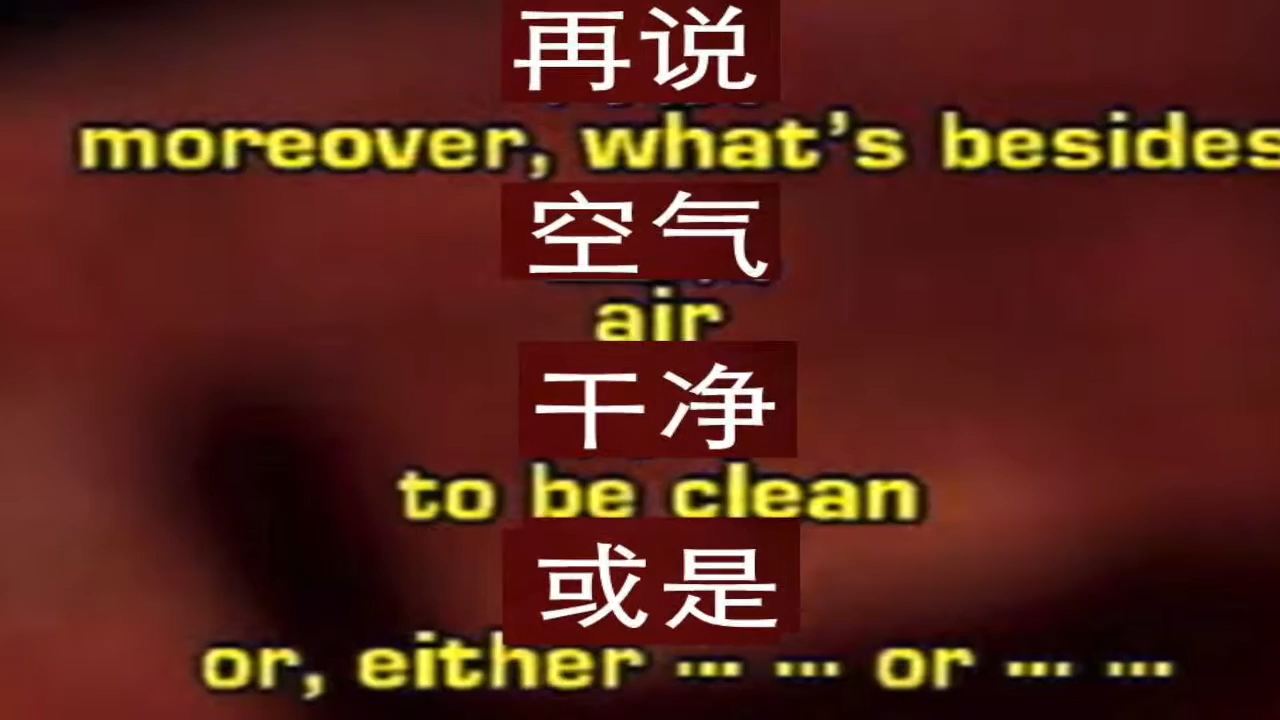 再说
moreover, what's besides
空气
air
干净
to be clean
或是
or, either ··· ··· or ··· ···